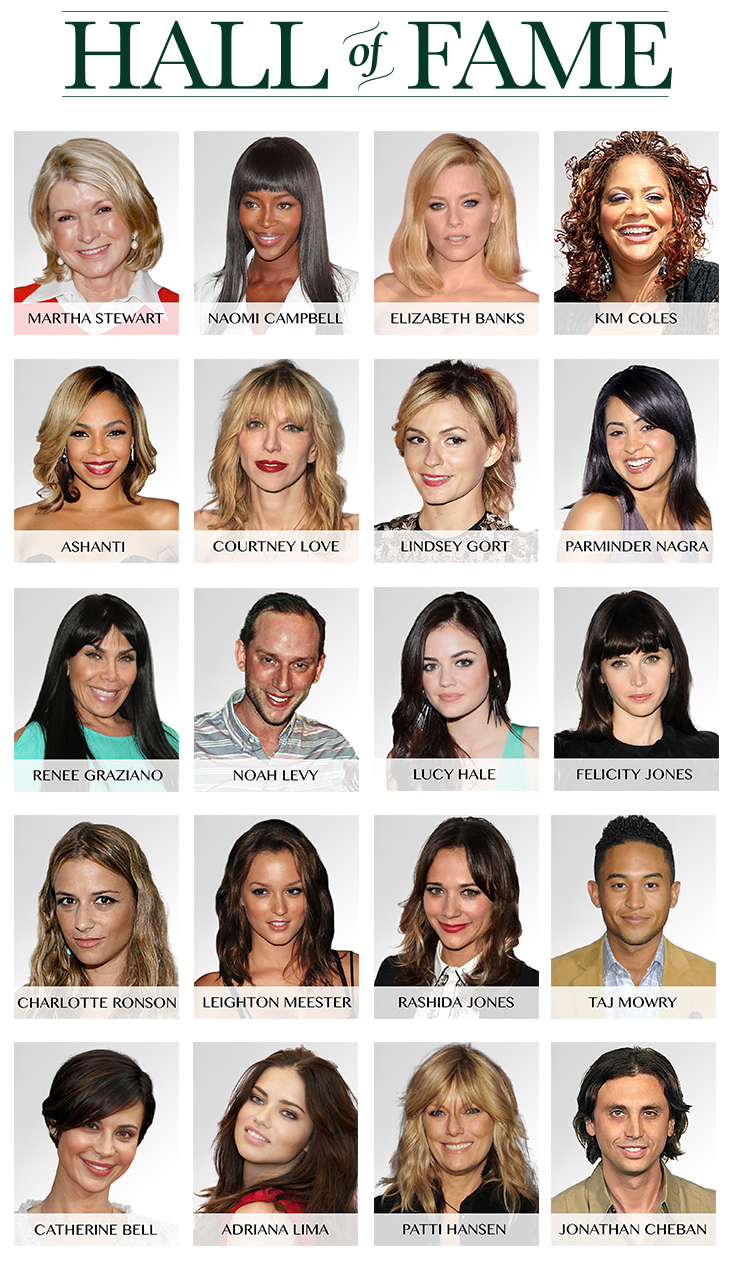 HALL of FAME
MARTHA STEWART
NAOMI CAMPBELL
ELIZABETH BANKS
KIM COLES
ASHANTI
COURTNEY LOVE
LINDSEY GORT
PARMINDER NAGRA
RENEE GRAZIANO
NOAH LEVY
LUCY HALE
FELICITY JONES
CHARLOTTE RONSON
LEIGHTON MEESTER
RASHIDA JONES
TAJ MOWRY
CATHERINE BELL
ADRIANA LIMA
PATTI HANSEN
JONATHAN CHEBAN